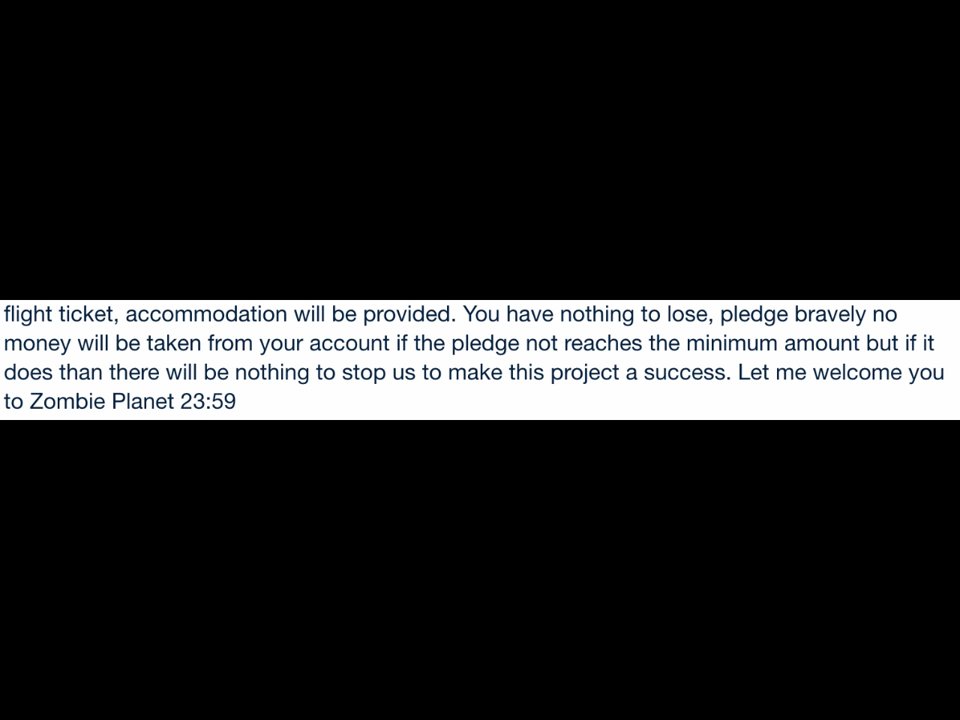 flight ticket, accommodation will be provided. You have nothing to lose, pledge bravely no
money will be taken from your account if the pledge not reaches the minimum amount but if it
does than there will be nothing to stop us to make this project a success. Let me welcome you
to Zombie Planet 23:59